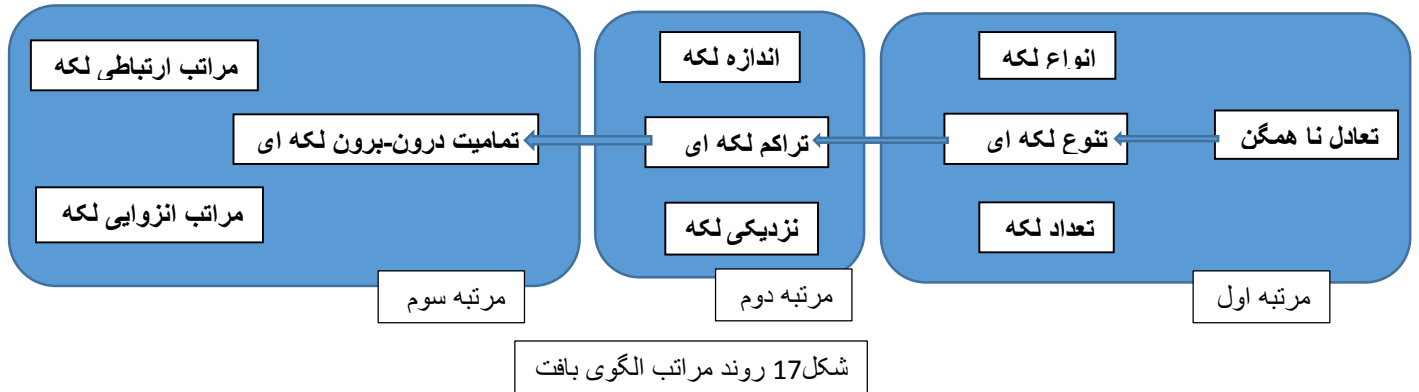 انواع لکه
تعادل نا همگن
تنوع لکه ای
تعداد لکه
مرتبه اول
اندازه لکه
تراکم لکه ای
نزدیکی لکه
مرتبه دوم
مراتب ارتباطی لکه
تمامیت درون-برون لکه ای
مراتب انزوایی لکه
مرتبه سوم
شکل17 روند مراتب الگوی بافت